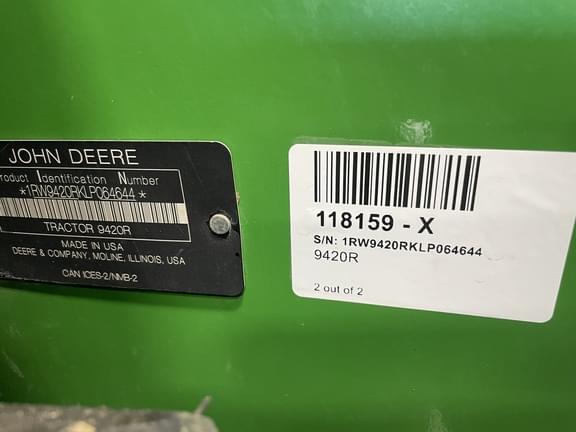 JOHN DEERE
Product Identification Number
*1RW9420RKLP064644*
TRACTOR 9420R
MADE IN USA
DEERE & COMPANY, MOLINE, ILLINOIS, USA
CAN ICES-2/NMB-2
118159 - X
S/N: 1RW9420RKLP064644
9420R
2 out of 2